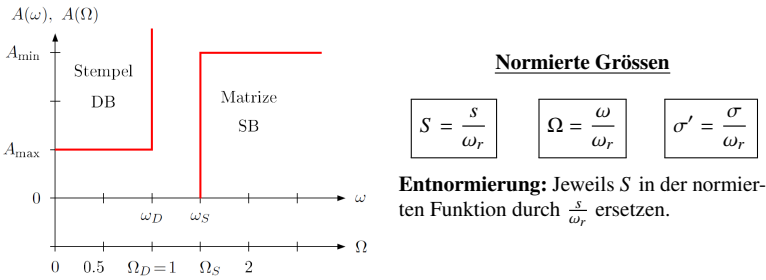 A(ω), A(Ω)
A_min
Stempel
DB
Matrize
SB
A_max
0
ω_D ω_S ω
Ω
0 0.5 Ω_D=1 Ω_S 2
Normierte Grössen
S = s/ω_r Ω = ω/ω_r σ′ = σ/ω_r
Entnormierung: Jeweils S in der normier-
ten Funktion durch s/ω_r ersetzen.